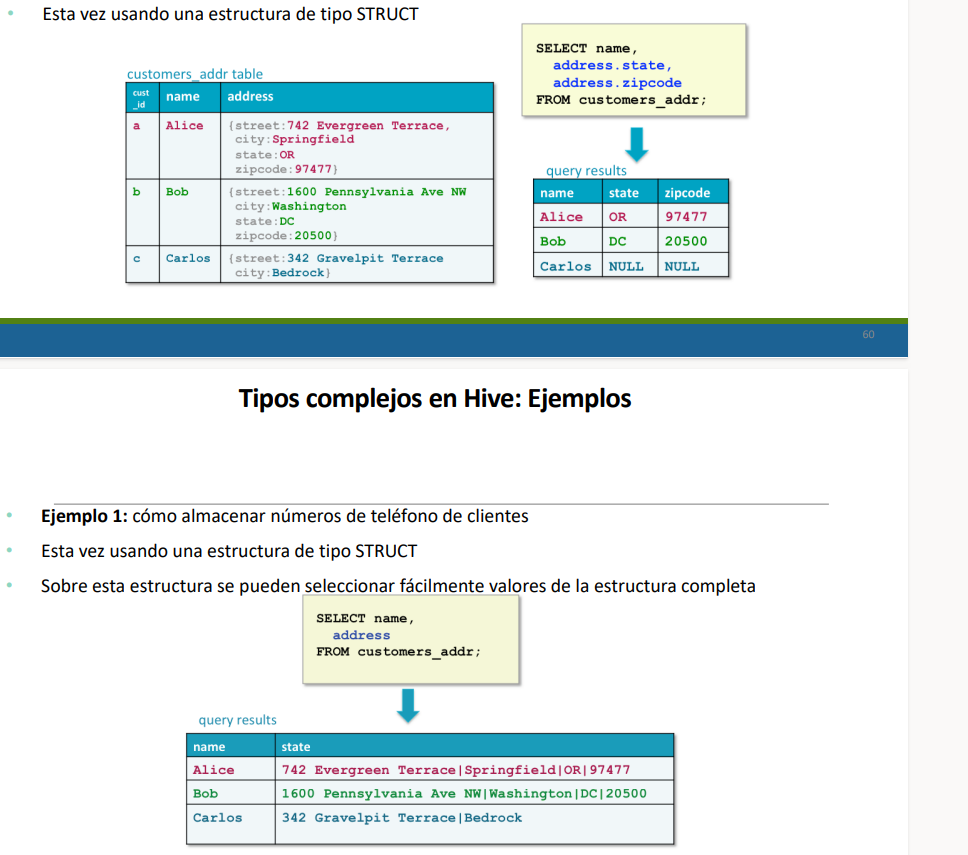 • Esta vez usando una estructura de tipo STRUCT
SELECT name,
address.state,
address.zipcode
FROM customers_addr;
customers_addr table
cust
_id name address
a Alice {street:742 Evergreen Terrace,
city:Springfield
state:OR
zipcode:97477}
b Bob {street:1600 Pennsylvania Ave NW
city:Washington
state:DC
zipcode:20500}
c Carlos {street:342 Gravelpit Terrace
city:Bedrock}
query results
name state zipcode
Alice OR 97477
Bob DC 20500
Carlos NULL NULL
60
Tipos complejos en Hive: Ejemplos
• Ejemplo 1: cómo almacenar números de teléfono de clientes
• Esta vez usando una estructura de tipo STRUCT
• Sobre esta estructura se pueden seleccionar fácilmente valores de la estructura completa
SELECT name,
address
FROM customers_addr;
query results
name state
Alice 742 Evergreen Terrace|Springfield|OR|97477
Bob 1600 Pennsylvania Ave NW|Washington|DC|20500
Carlos 342 Gravelpit Terrace|Bedrock